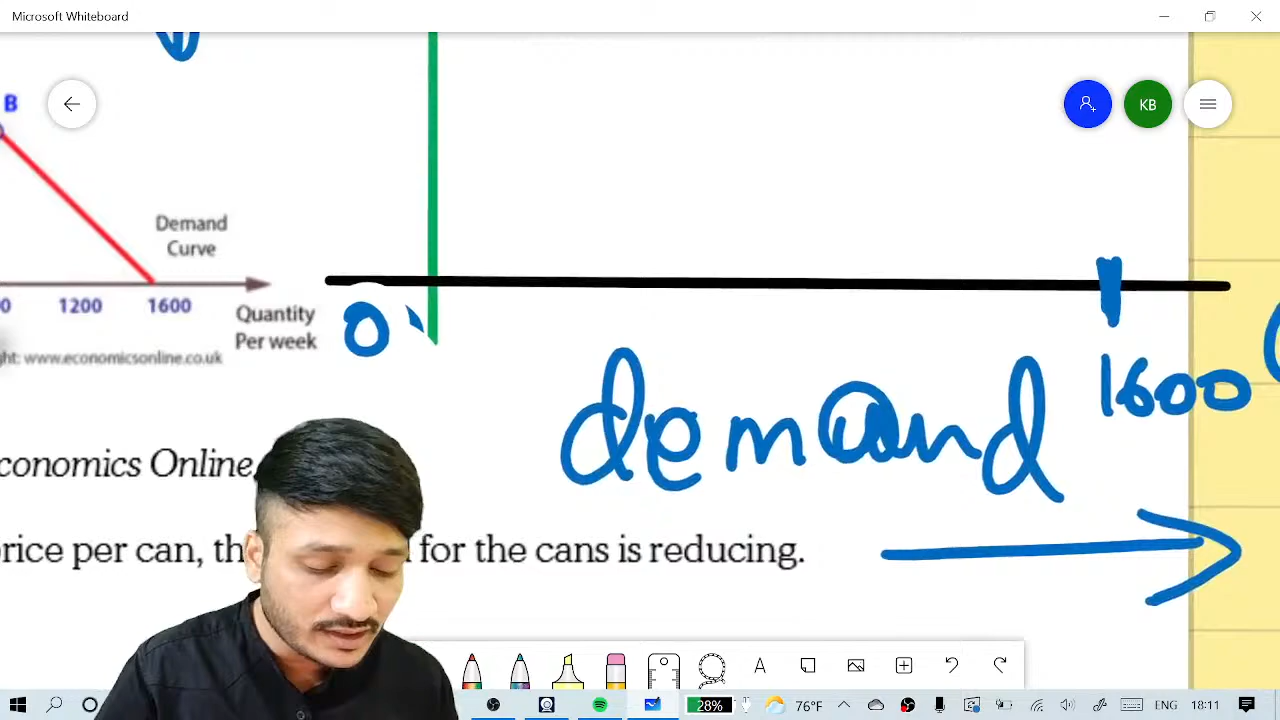 Microsoft Whiteboard
B
KB
Demand
Curve
0 1200 1600
Quantity
Per week
0
1600
ght: www.economicsonline.co.uk
demand
conomics Online.
rice per can, th for the cans is reducing.
A
28% 76°F ENG 18:11